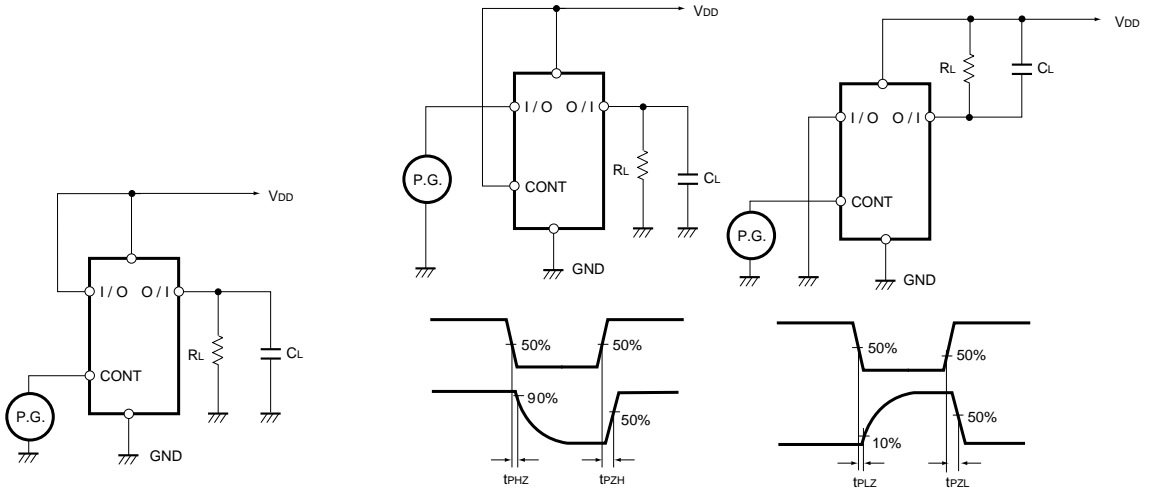 VDD
I/O O/I
CONT
P.G.
RL
CL
GND
VDD
I/O O/I
CONT
P.G.
RL
CL
GND
VDD
RL
CL
I/O O/I
CONT
P.G.
GND
50%
50%
90%
50%
tPHZ
tPZH
50%
50%
10%
50%
tPLZ
tPZL